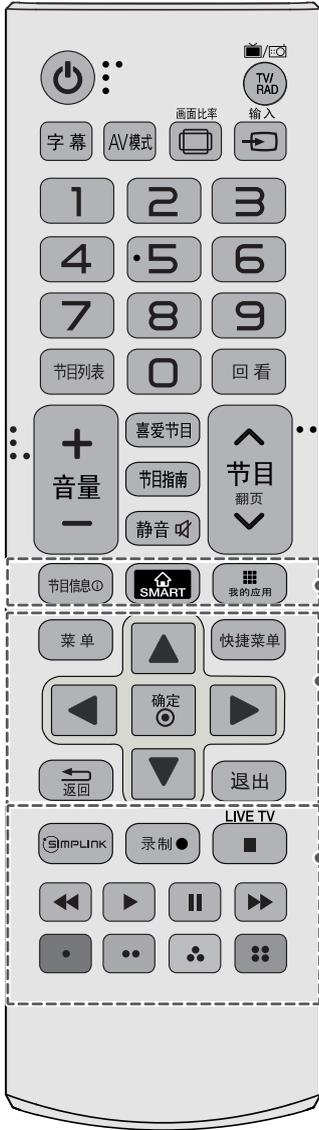 TV/
RAD
画面比率
输入
字幕
AV模式
1
2
3
4
5
6
7
8
9
节目列表
0
回看
喜爱节目
音量
节目指南
节目
翻页
静音
节目信息
SMART
我的应用
菜单
快捷菜单
确定
返回
退出
LIVE TV
SIMPLINK
录制